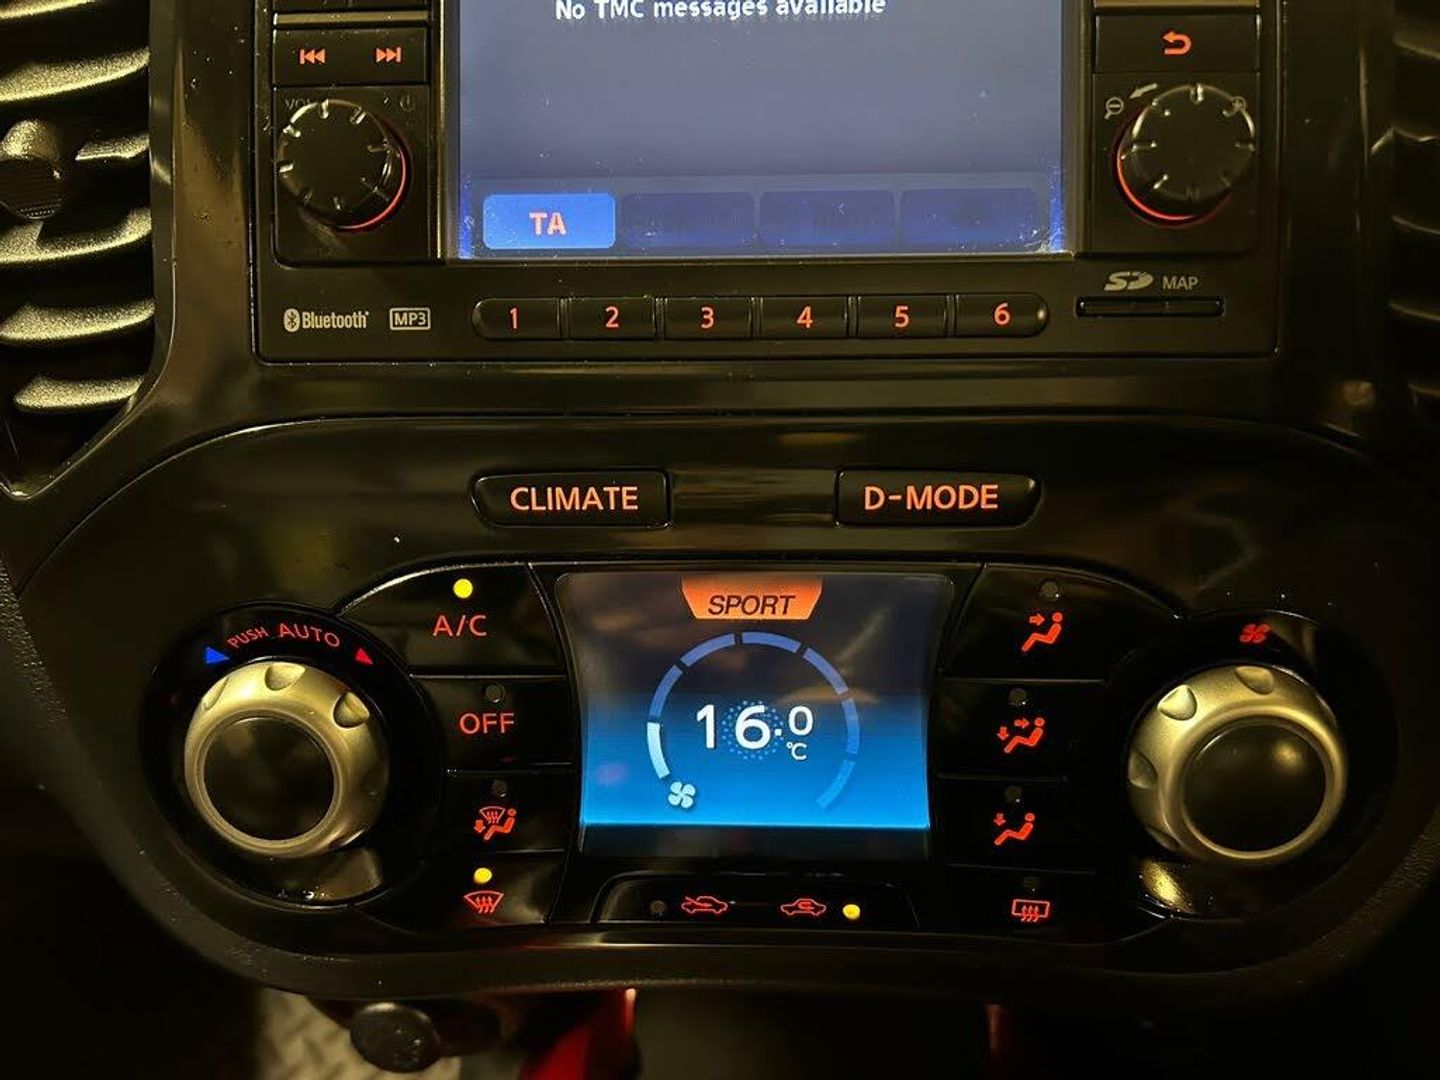 No TMC messages available
VOL
TA
SD MAP
Bluetooth MP3 1 2 3 4 5 6
CLIMATE D-MODE
PUSH AUTO
A/C
SPORT
OFF
16.0
°C